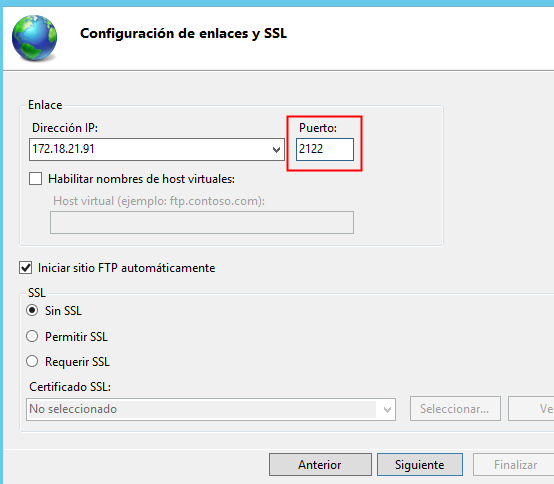 Configuración de enlaces y SSL
Enlace
Dirección IP: Puerto:
172.18.21.91 2122
Habilitar nombres de host virtuales:
Host virtual (ejemplo: ftp.contoso.com):
Iniciar sitio FTP automáticamente
SSL
Sin SSL
Permitir SSL
Requerir SSL
Certificado SSL:
No seleccionado Seleccionar... Ve
Anterior Siguiente Finalizar